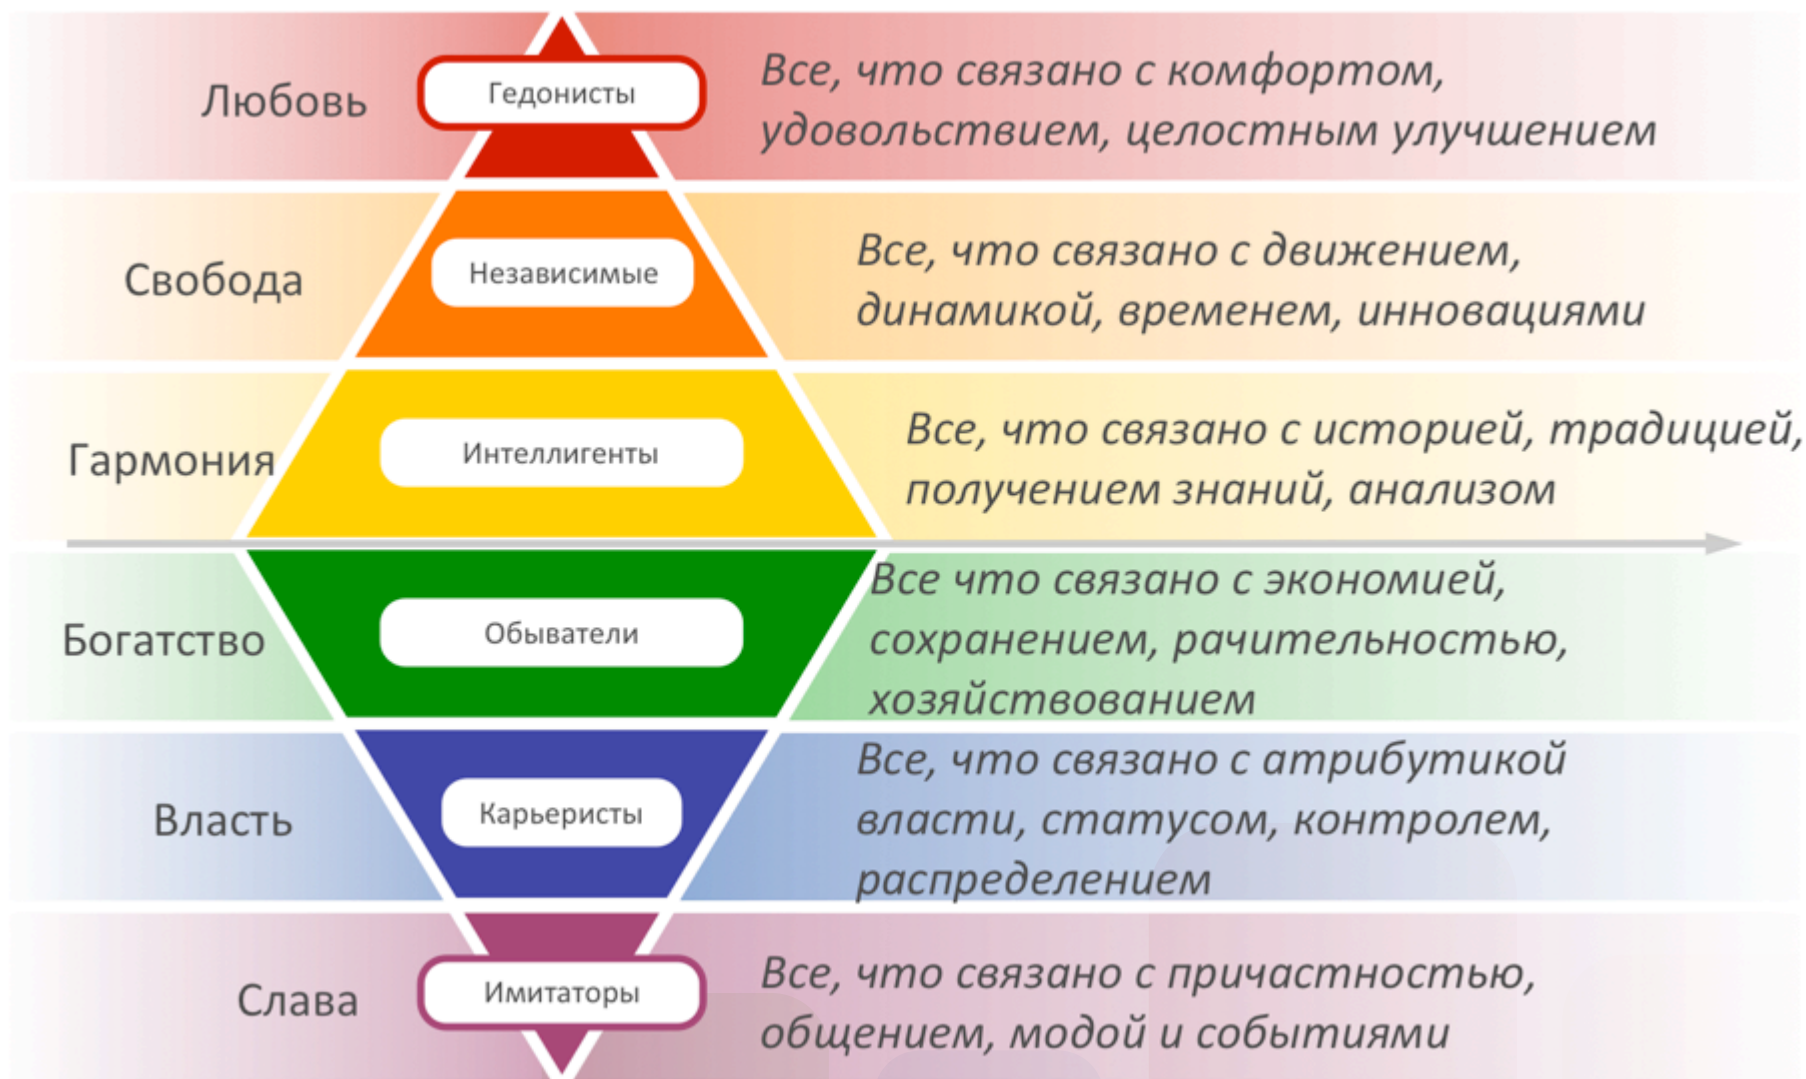 Любовь
Гедонисты
Все, что связано с комфортом,
удовольствием, целостным улучшением
Свобода
Независимые
Все, что связано с движением,
динамикой, временем, инновациями
Гармония
Интеллигенты
Все, что связано с историей, традицией,
получением знаний, анализом
Богатство
Обыватели
Все что связано с экономией,
сохранением, рачительностью,
хозяйствованием
Власть
Карьеристы
Все, что связано с атрибутикой
власти, статусом, контролем,
распределением
Слава
Имитаторы
Все, что связано с причастностью,
общением, модой и событиями